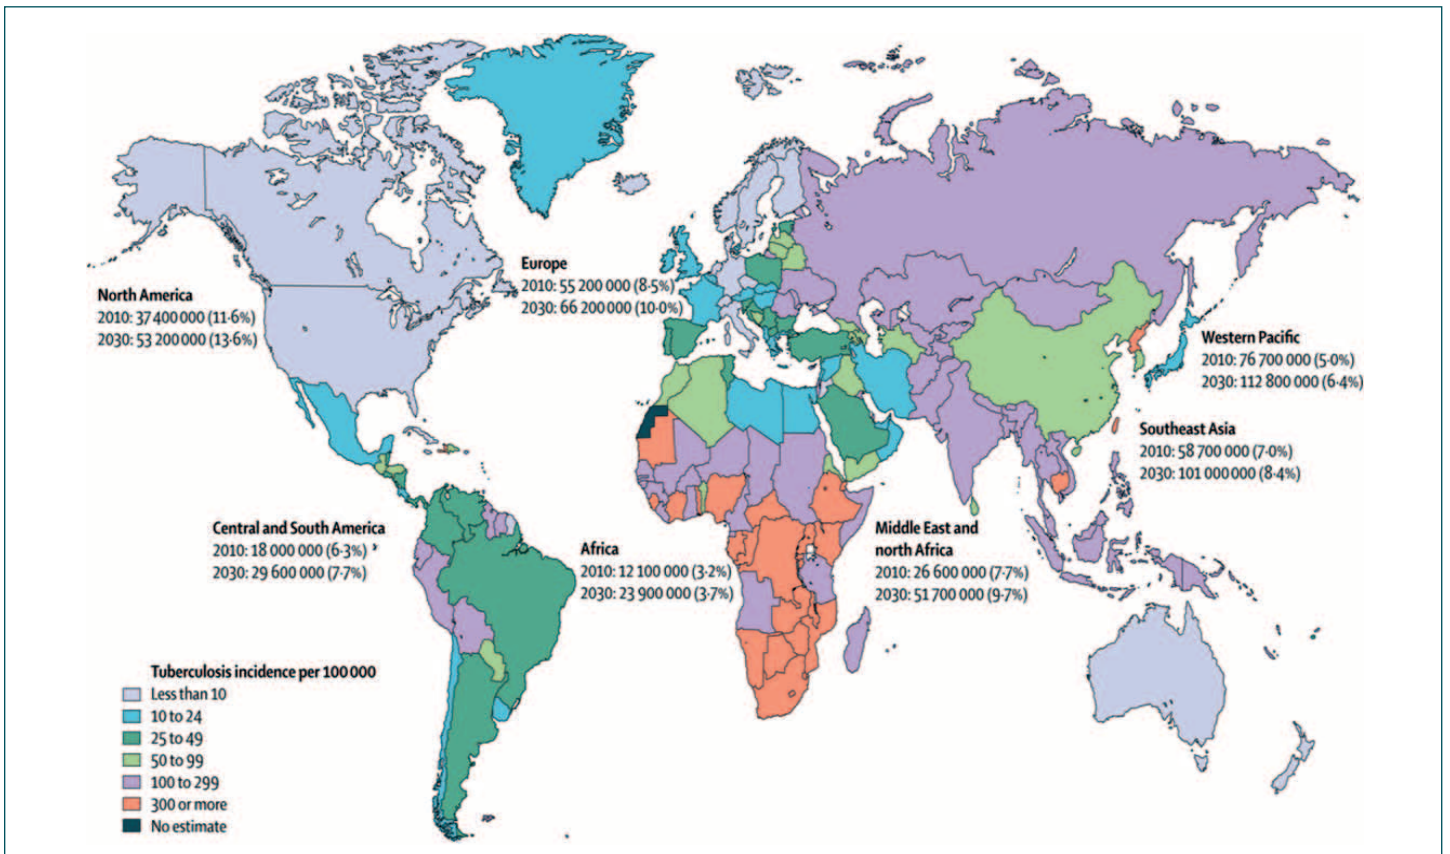 North America
2010: 37 400 000 (11·6%)
2030: 53 200 000 (13·6%)
Europe
2010: 55 200 000 (8·5%)
2030: 66 200 000 (10·0%)
Western Pacific
2010: 76 700 000 (5·0%)
2030: 112 800 000 (6·4%)
Southeast Asia
2010: 58 700 000 (7·0%)
2030: 101 000 000 (8·4%)
Central and South America
2010: 18 000 000 (6·3%)
2030: 29 600 000 (7·7%)
Africa
2010: 12 100 000 (3·2%)
2030: 23 900 000 (3·7%)
Middle East and
north Africa
2010: 26 600 000 (7·7%)
2030: 51 700 000 (9·7%)
Tuberculosis incidence per 100 000
Less than 10
10 to 24
25 to 49
50 to 99
100 to 299
300 or more
No estimate